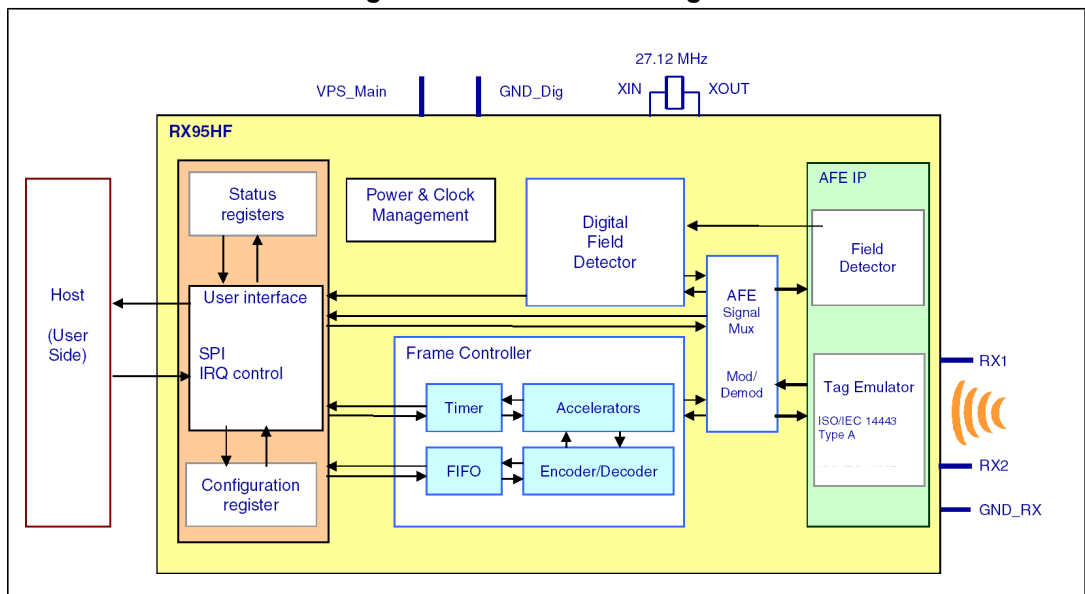 27.12 MHz
VPS_Main
GND_Dig
XIN
XOUT
RX95HF
Host
(User
Side)
Status
registers
User interface
SPI
IRQ control
Configuration
register
Power & Clock
Management
Digital
Field
Detector
Frame Controller
Timer
Accelerators
FIFO
Encoder/Decoder
AFE
Signal
Mux
Mod/
Demod
AFE IP
Field
Detector
Tag Emulator
ISO/IEC 14443
Type A
RX1
RX2
GND_RX